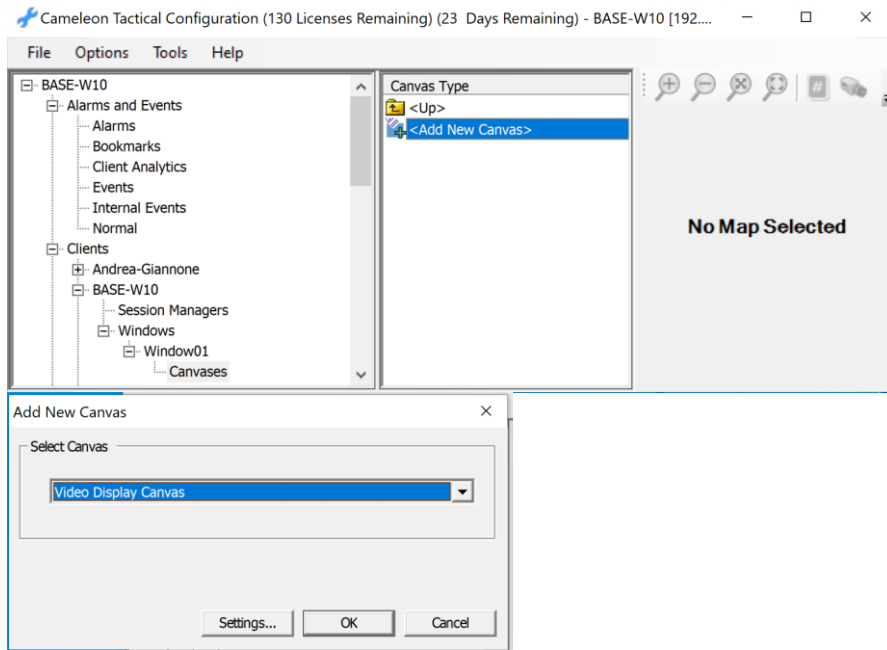 Cameleon Tactical Configuration (130 Licenses Remaining) (23  Days Remaining) - BASE-W10 [192....
File Options Tools Help
BASE-W10
Alarms and Events
Alarms
Bookmarks
Client Analytics
Events
Internal Events
Normal
Clients
Andrea-Giannone
BASE-W10
Session Managers
Windows
Window01
Canvases
Canvas Type
<Up>
<Add New Canvas>
#
No Map Selected
Add New Canvas
Select Canvas
Video Display Canvas
Settings... OK Cancel